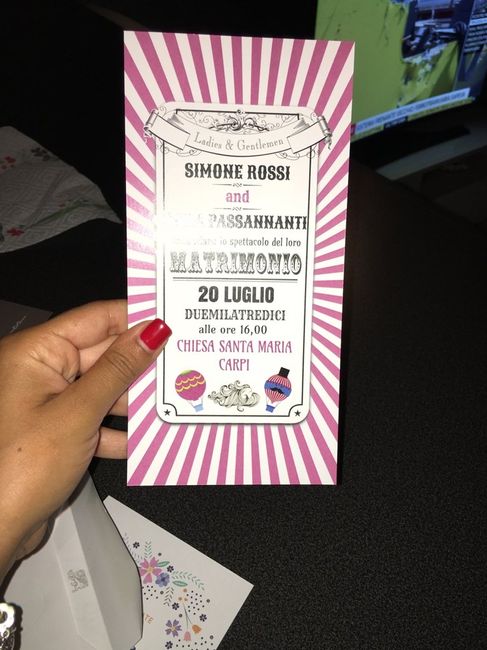 Ladies & Gentlemen
SIMONE ROSSI
and
PASSANNANTI
lo spettacolo del loro
MATRIMONIO
20 LUGLIO
DUEMILATREDICI
alle ore 16,00
CHIESA SANTA MARIA
CARPI